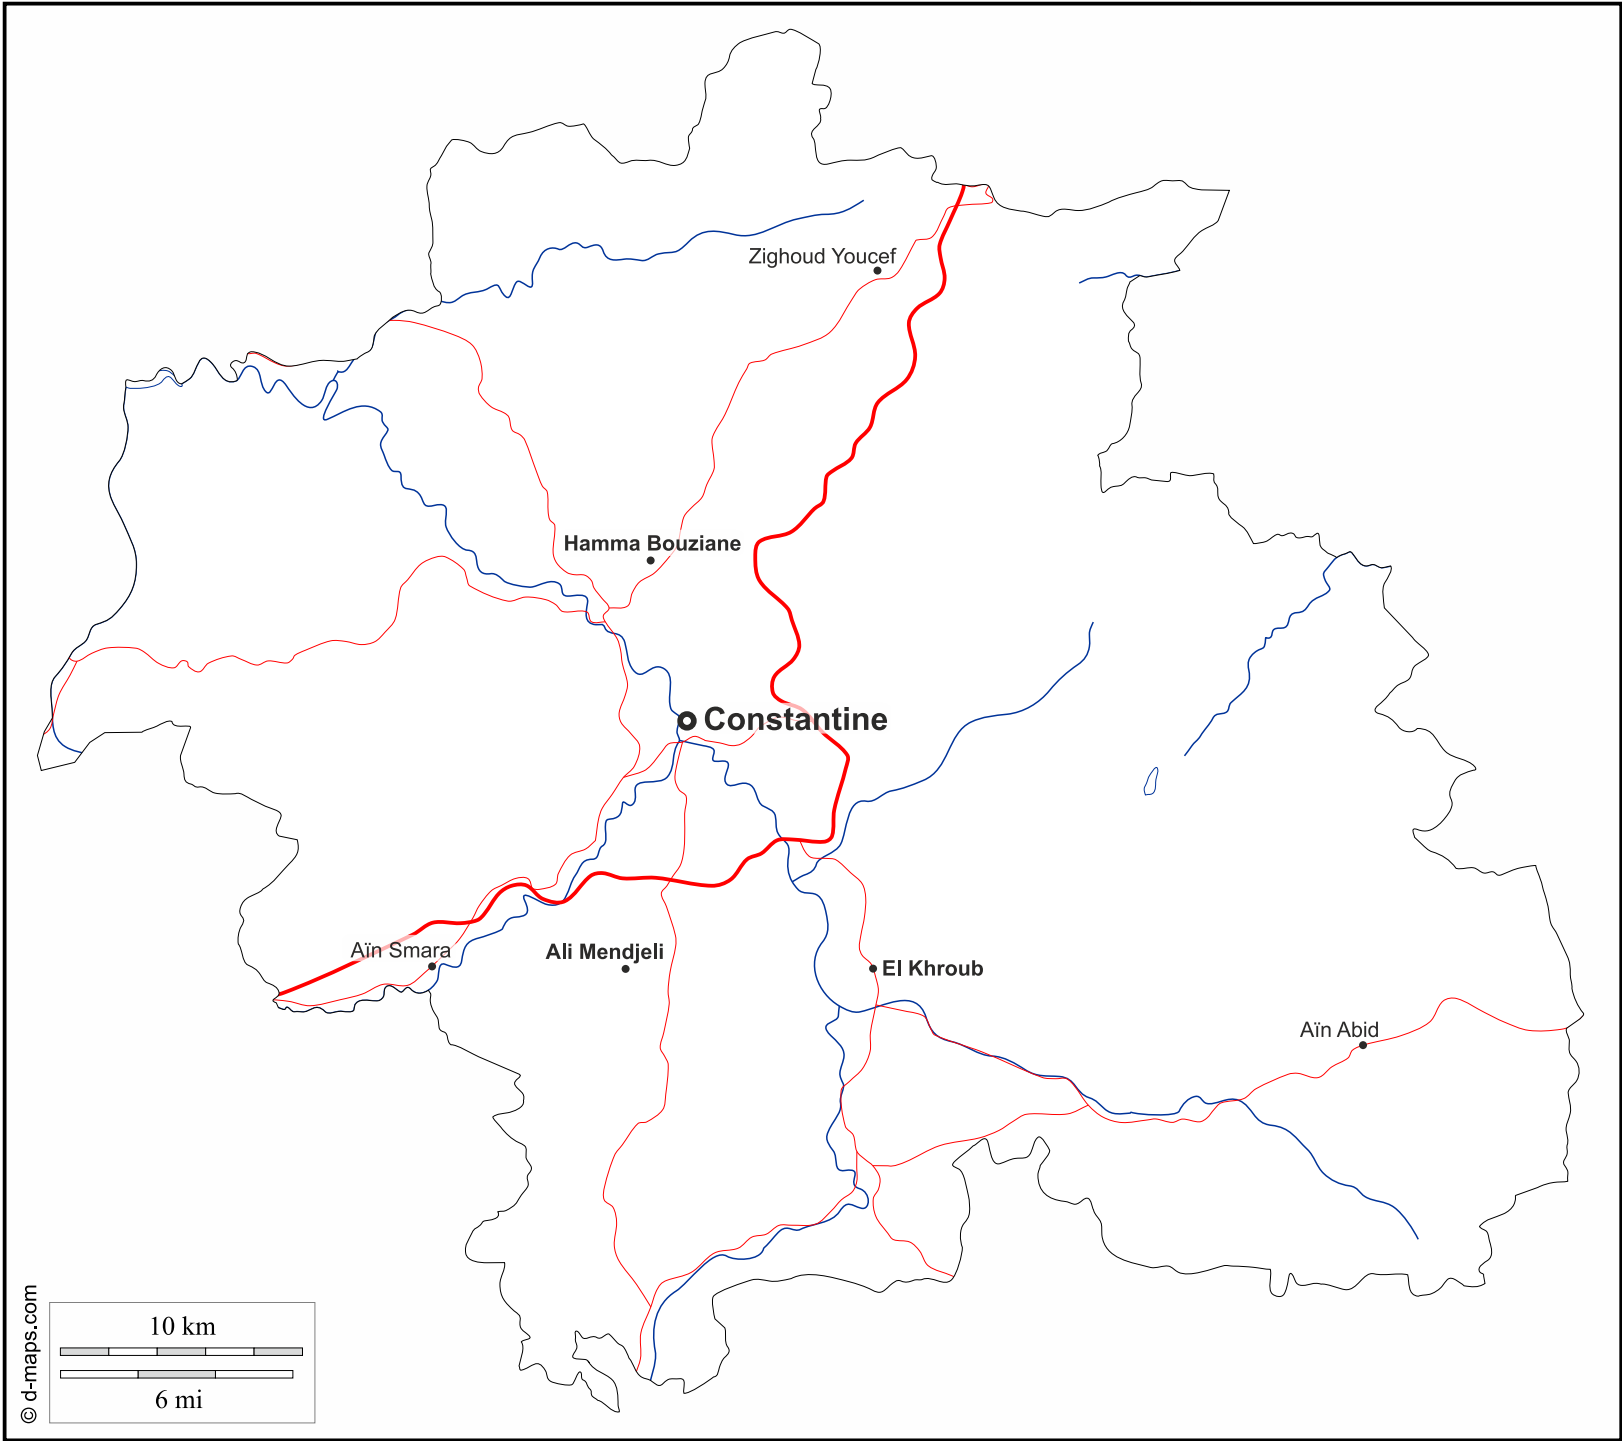 Zighoud Youcef
Hamma Bouziane
Constantine
Aïn Smara
Ali Mendjeli
El Khroub
Aïn Abid
10 km
6 mi
© d-maps.com